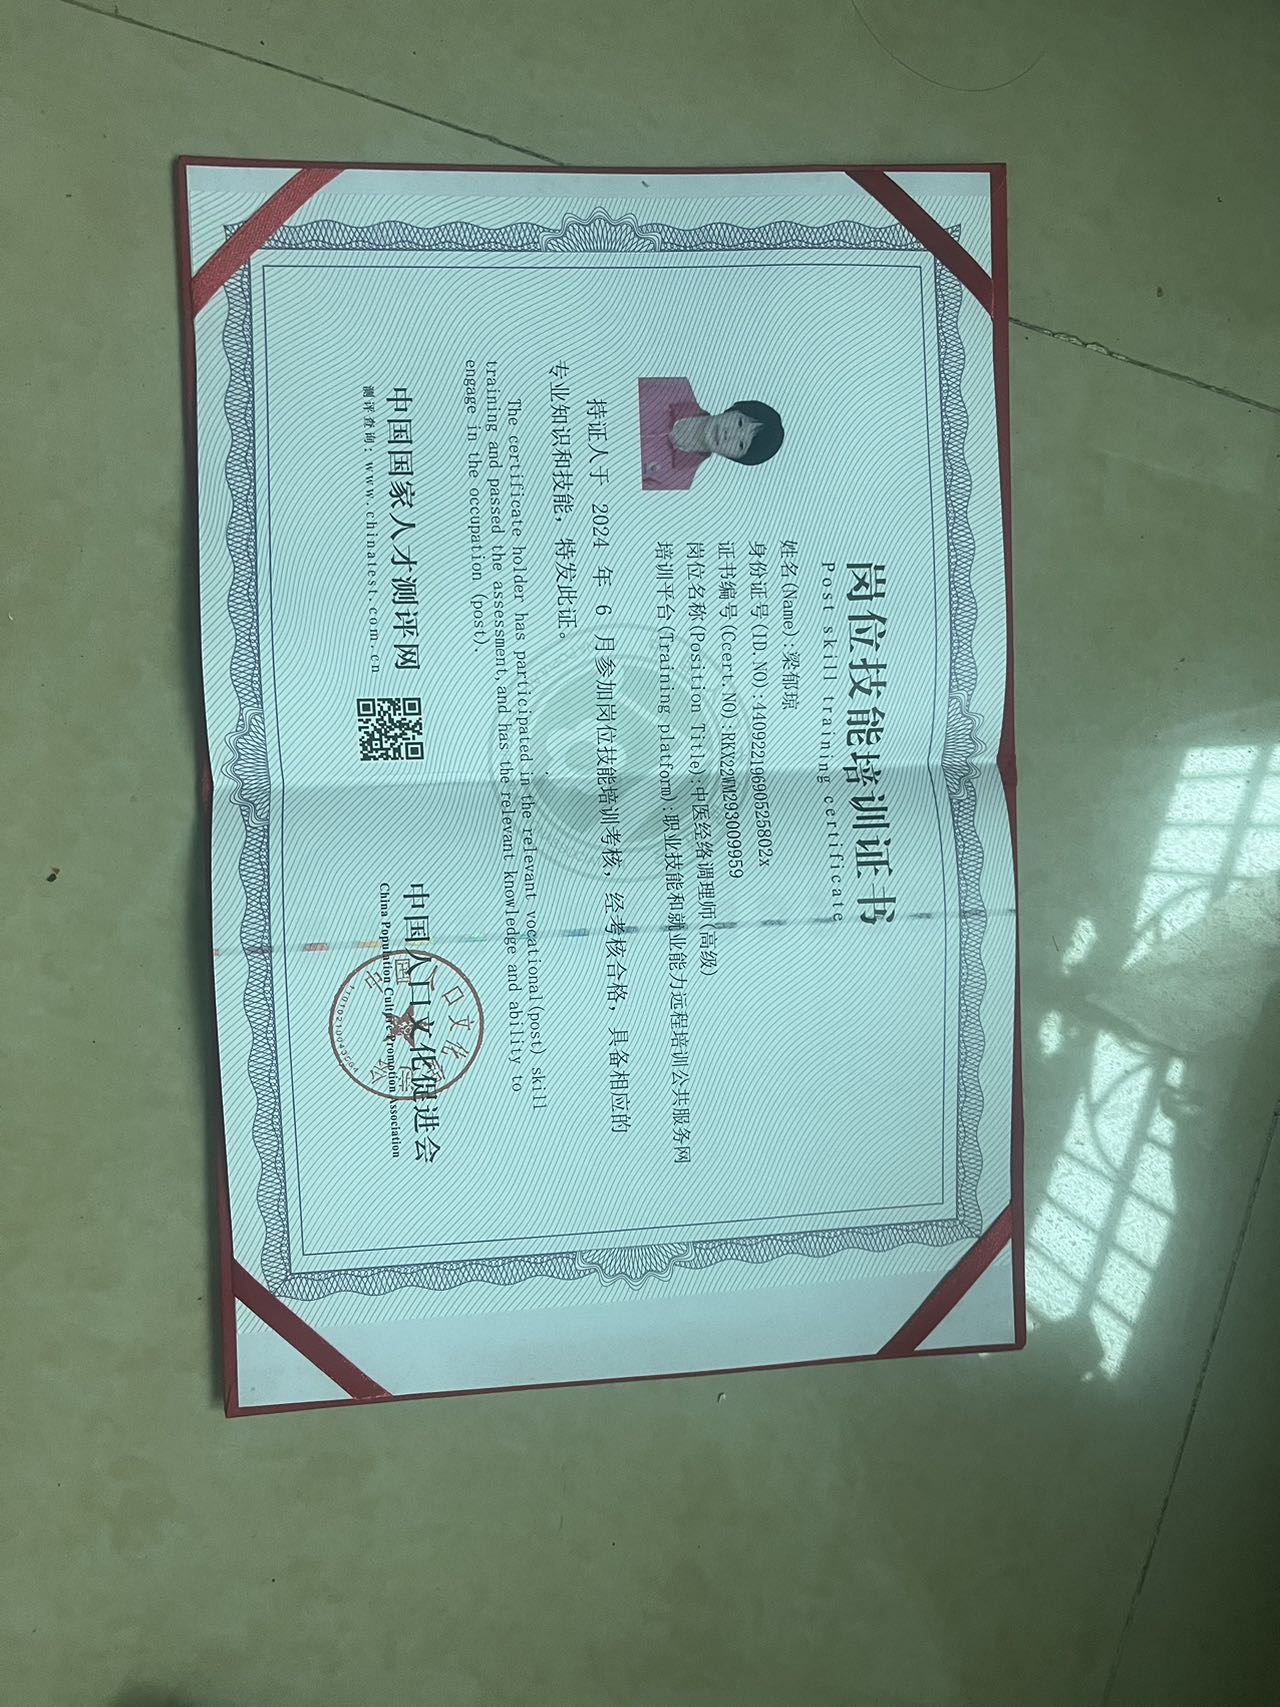 岗位技能培训证书
Post skill training certificate
姓名(Name):梁郁琼
身份证号(ID.NO):44092219690525802x
证书编号(Ccert.NO):RKX22WM293009959
岗位名称(Position Title):中医经络调理师(高级)
培训平台(Training platform):职业技能和就业能力远程培训公共服务网
持证人于 2024 年 6 月参加岗位技能培训考核，经考核合格，具备相应的
专业知识和技能，特发此证。
The certificate holder has participated in the relevant vocational(post) skill
training and passed the assessment,and has the relevant knowledge and ability to
engage in the occupation (post).
中国国家人才测评网
测评查询：www.chinatest.com.cn
中国人口文化促进会
China Population Culture Promotion Association